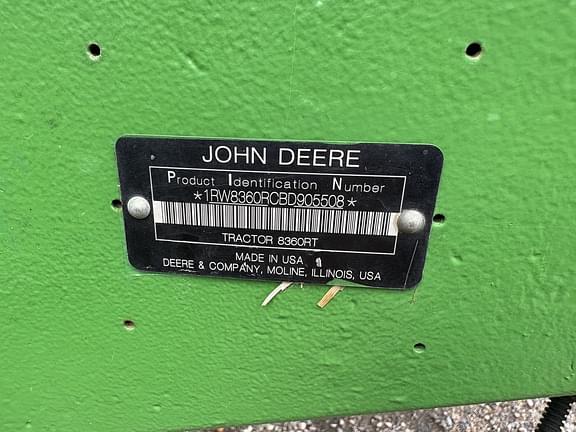 JOHN DEERE
Product Identification Number
*1RW8360RCBD905508*
TRACTOR 8360RT
MADE IN USA
DEERE & COMPANY, MOLINE, ILLINOIS, USA